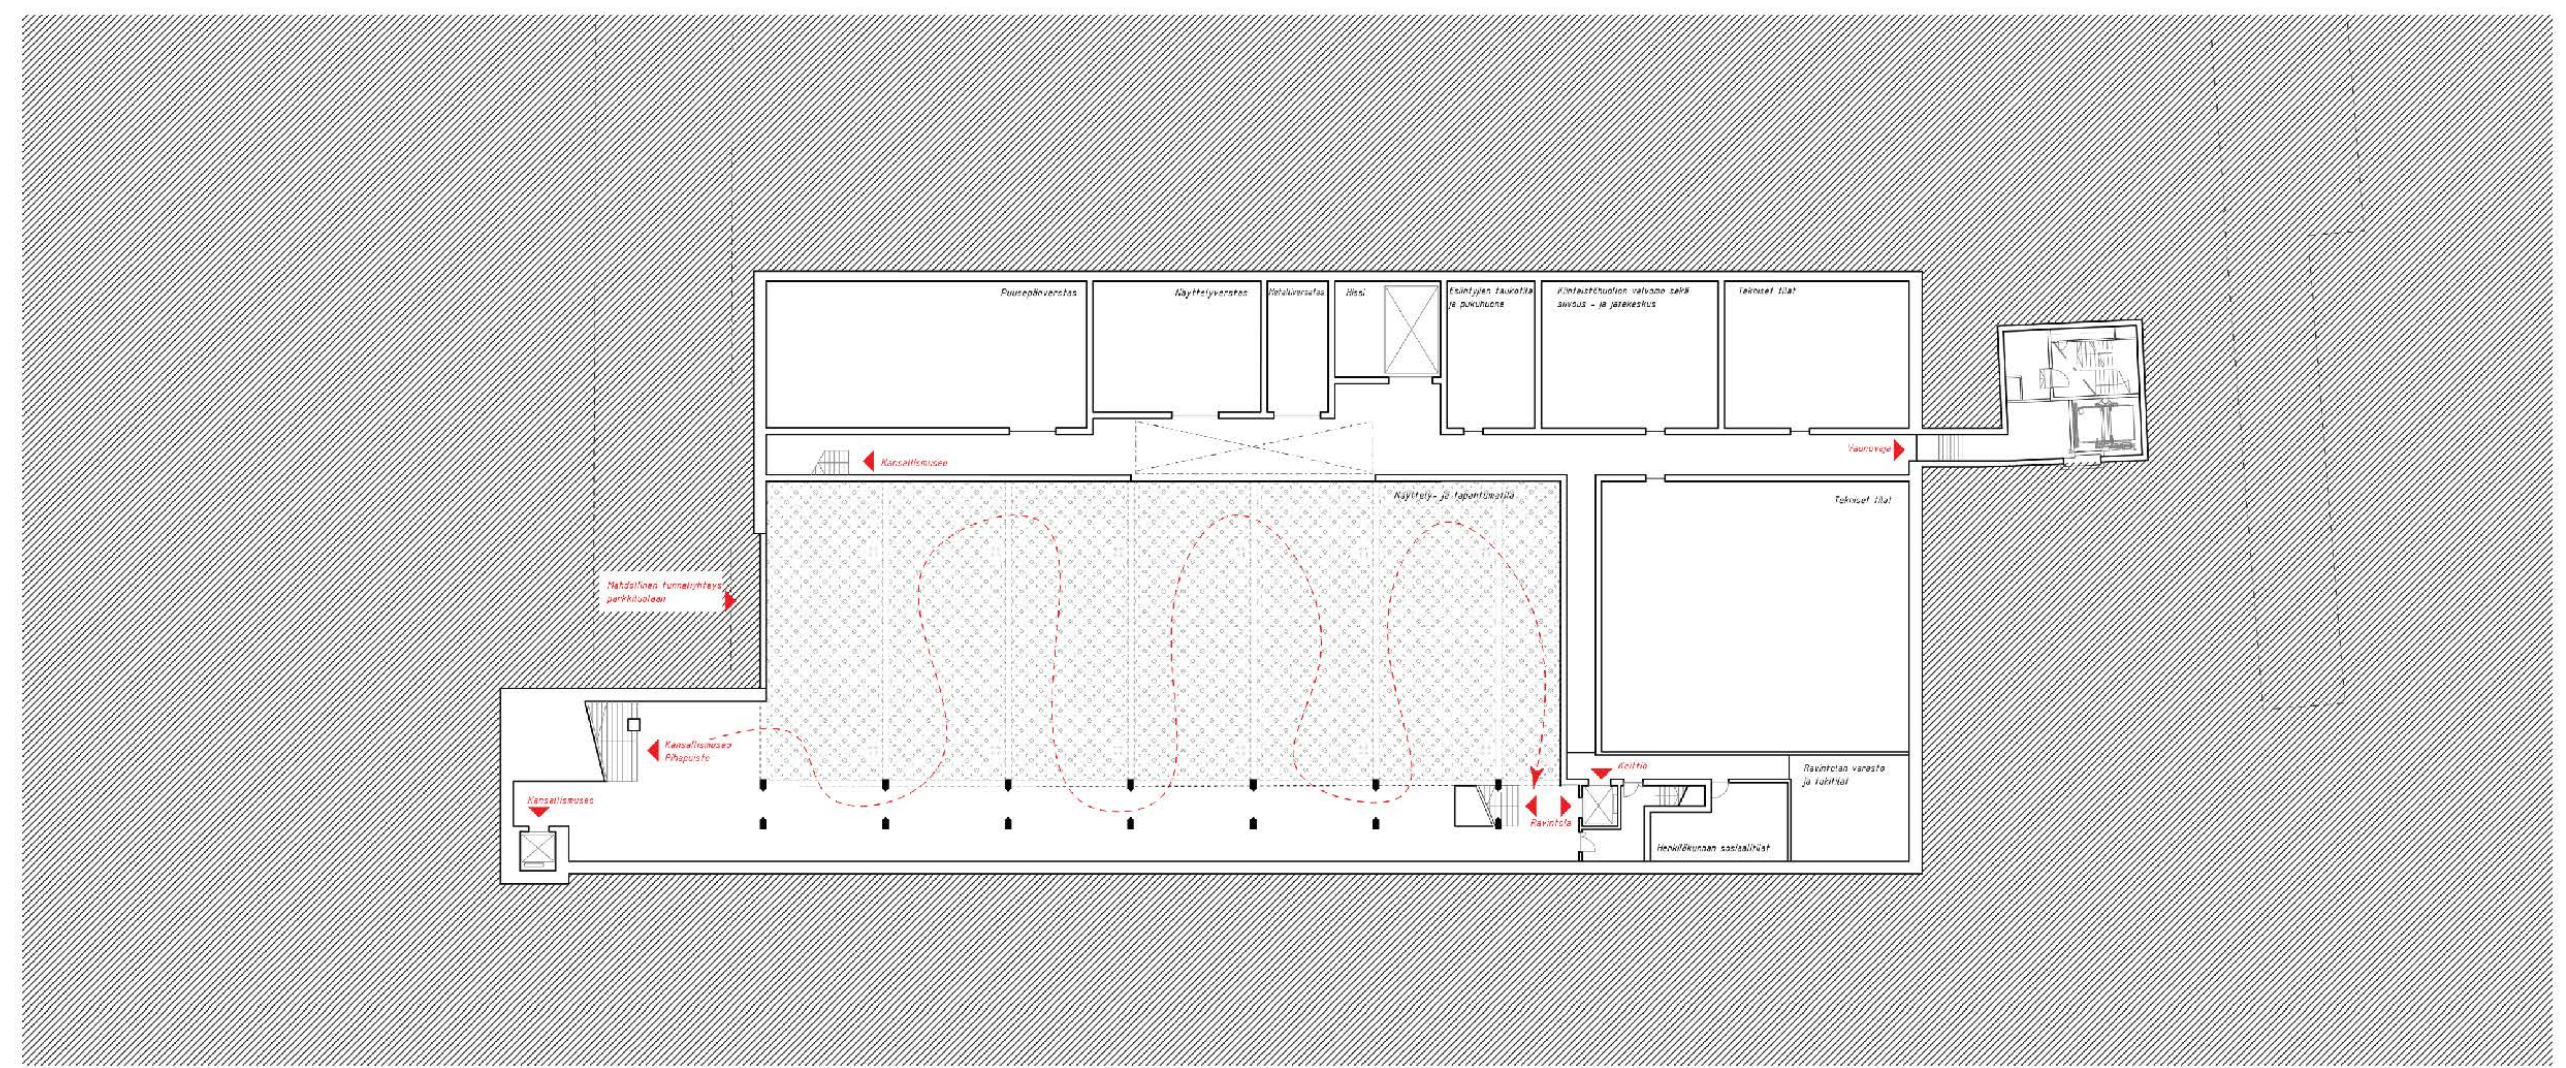 Puusepänverstas
Näyttelyverstas
Metalliverstas
Hissi
Esiintyjien taukotila
ja pukuhuone
Kiinteistöhuollon valvomo sekä
siivous - ja jätekeskus
Tekniset tilat
Kansallismuseo
Vaunuvaja
Näyttely- ja tapahtumatila
Tekniset tilat
Mahdollinen tunneliyhteys
parkkiluolaan
Kansallismuseo
Pihapuisto
Keittiö
Ravintolan varasto
ja tukitilat
Kansallismuseo
Ravintola
Henkilökunnan sosiaalitilat